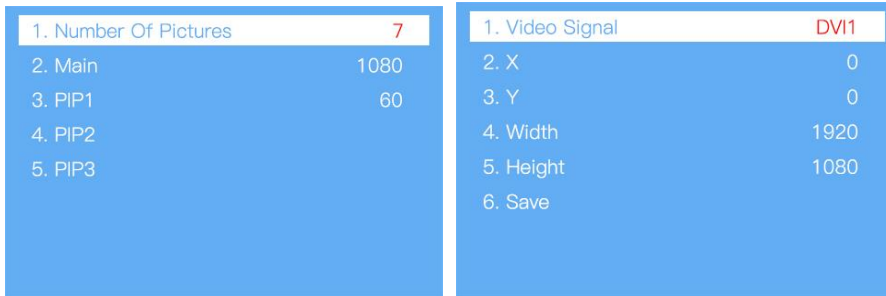 1. Number Of Pictures 7
2. Main 1080
3. PIP1 60
4. PIP2
5. PIP3
1. Video Signal DVI1
2. X 0
3. Y 0
4. Width 1920
5. Height 1080
6. Save